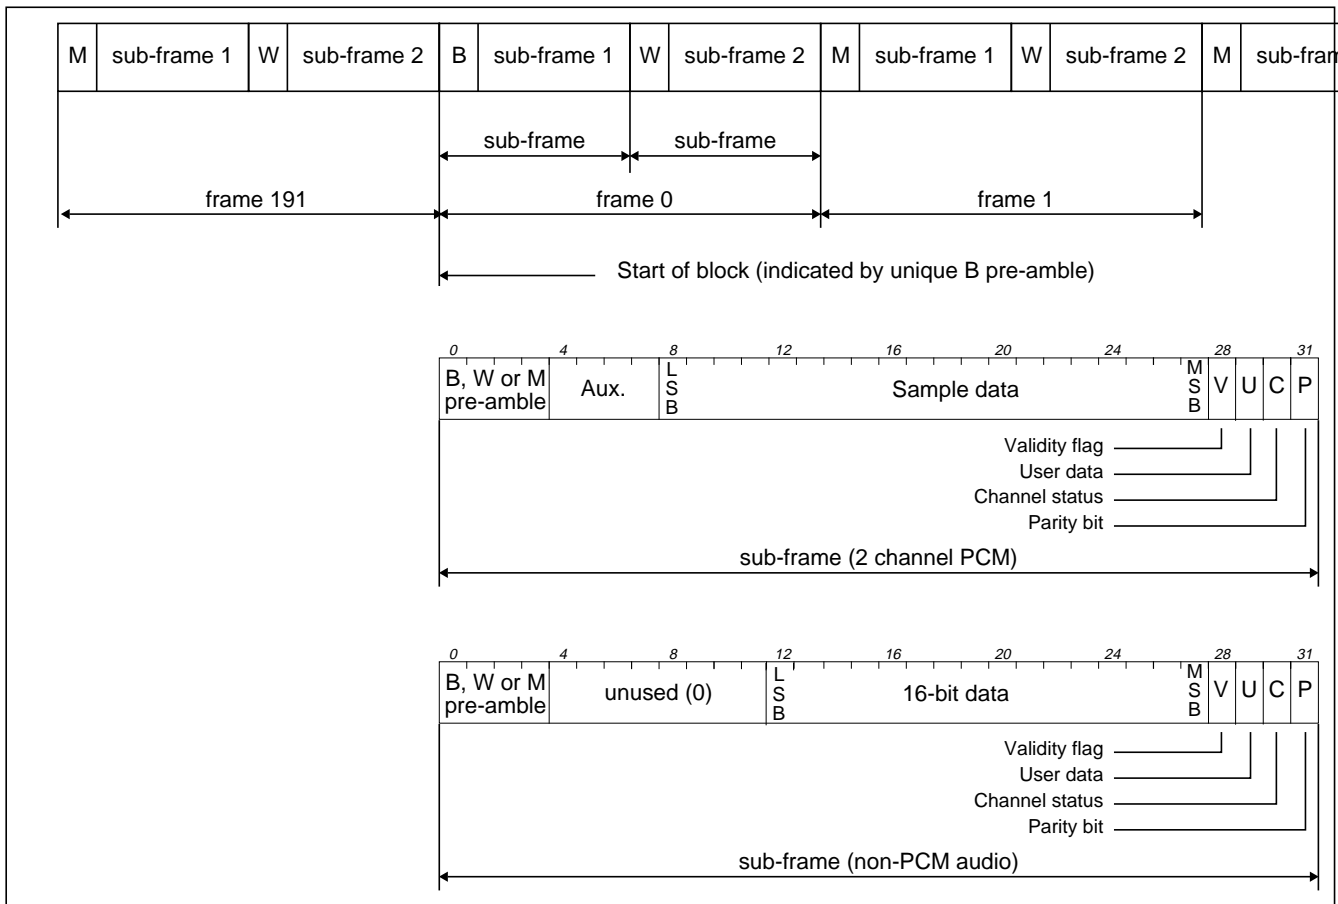 M sub-frame 1 W sub-frame 2 B sub-frame 1 W sub-frame 2 M sub-frame 1 W sub-frame 2 M sub-fram
sub-frame sub-frame
frame 191 frame 0 frame 1
Start of block (indicated by unique B pre-amble)
0 4 8 12 16 20 24 28 31
B, W or M
pre-amble
Aux.
LSB
Sample data
MSB
V U C P
Validity flag
User data
Channel status
Parity bit
sub-frame (2 channel PCM)
0 4 8 12 16 20 24 28 31
B, W or M
pre-amble
unused (0)
LSB
16-bit data
MSB
V U C P
Validity flag
User data
Channel status
Parity bit
sub-frame (non-PCM audio)